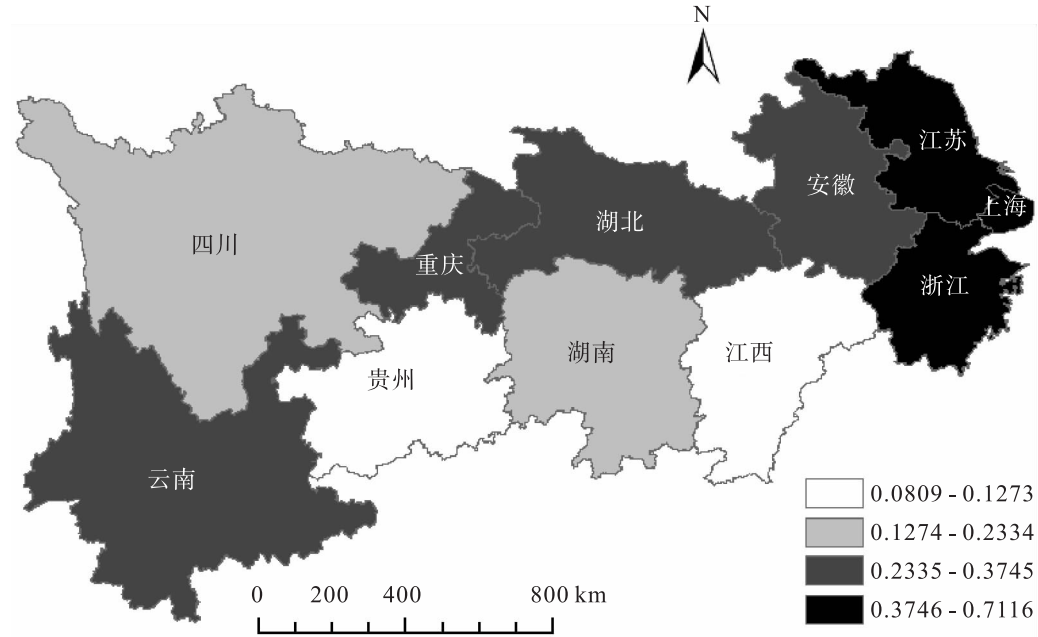 N
江苏
上海
安徽
湖北
四川
重庆
浙江
湖南
江西
贵州
云南
0.0809-0.1273
0.1274-0.2334
0.2335-0.3745
0.3746-0.7116
0 200 400 800 km